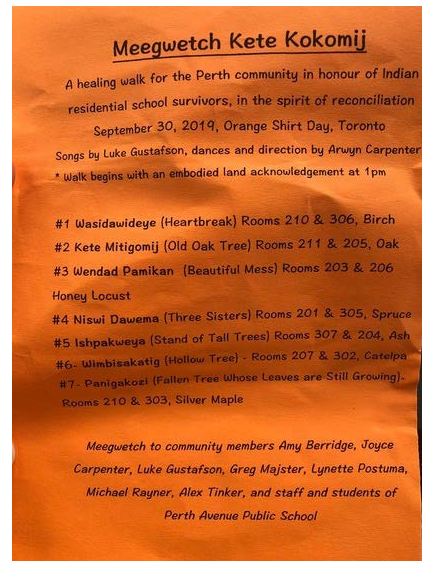 Meegwetch Kete Kokomij
A healing walk for the Perth community in honour of Indian
residential school survivors, in the spirit of reconciliation
September 30, 2019, Orange Shirt Day, Toronto
Songs by Luke Gustafson, dances and direction by Arwyn Carpenter
* Walk begins with an embodied land acknowledgement at 1pm
#1 Wasidawideye (Heartbreak) Rooms 210 & 306, Birch
#2 Kete Mitigomij (Old Oak Tree) Rooms 211 & 205, Oak
#3 Wendad Pamikan (Beautiful Mess) Rooms 203 & 206
Honey Locust
#4 Niswi Dawema (Three Sisters) Rooms 201 & 305, Spruce
#5 Ishpakweya (Stand of Tall Trees) Rooms 307 & 204, Ash
#6- Wimbisakatig (Hollow Tree) - Rooms 207 & 302, Catelpa
#7- Panigakozi (Fallen Tree Whose Leaves are Still Growing)-
Rooms 210 & 303, Silver Maple
Meegwetch to community members Amy Berridge, Joyce
Carpenter, Luke Gustafson, Greg Majster, Lynette Postuma,
Michael Rayner, Alex Tinker, and staff and students of
Perth Avenue Public School